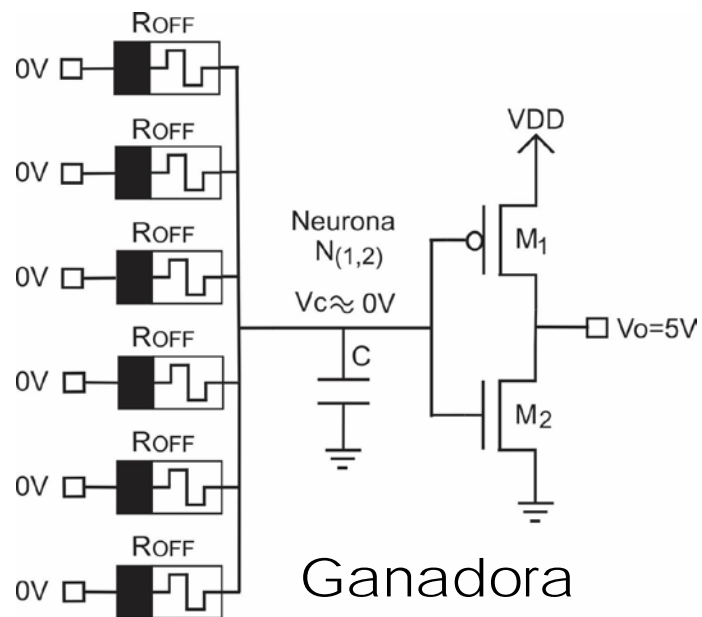 ROFF
0V
ROFF
0V
ROFF
0V
ROFF
0V
ROFF
0V
ROFF
0V
Neurona
N(1,2)
Vc≈ 0V
C
VDD
M1
Vo=5V
M2
Ganadora